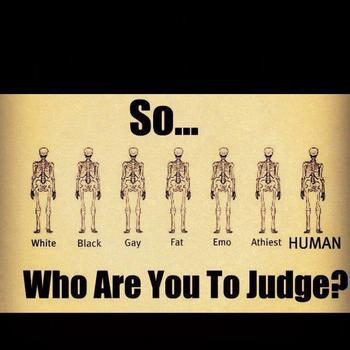 So...
White Black Gay Fat Emo Athiest HUMAN
Who Are You To Judge?